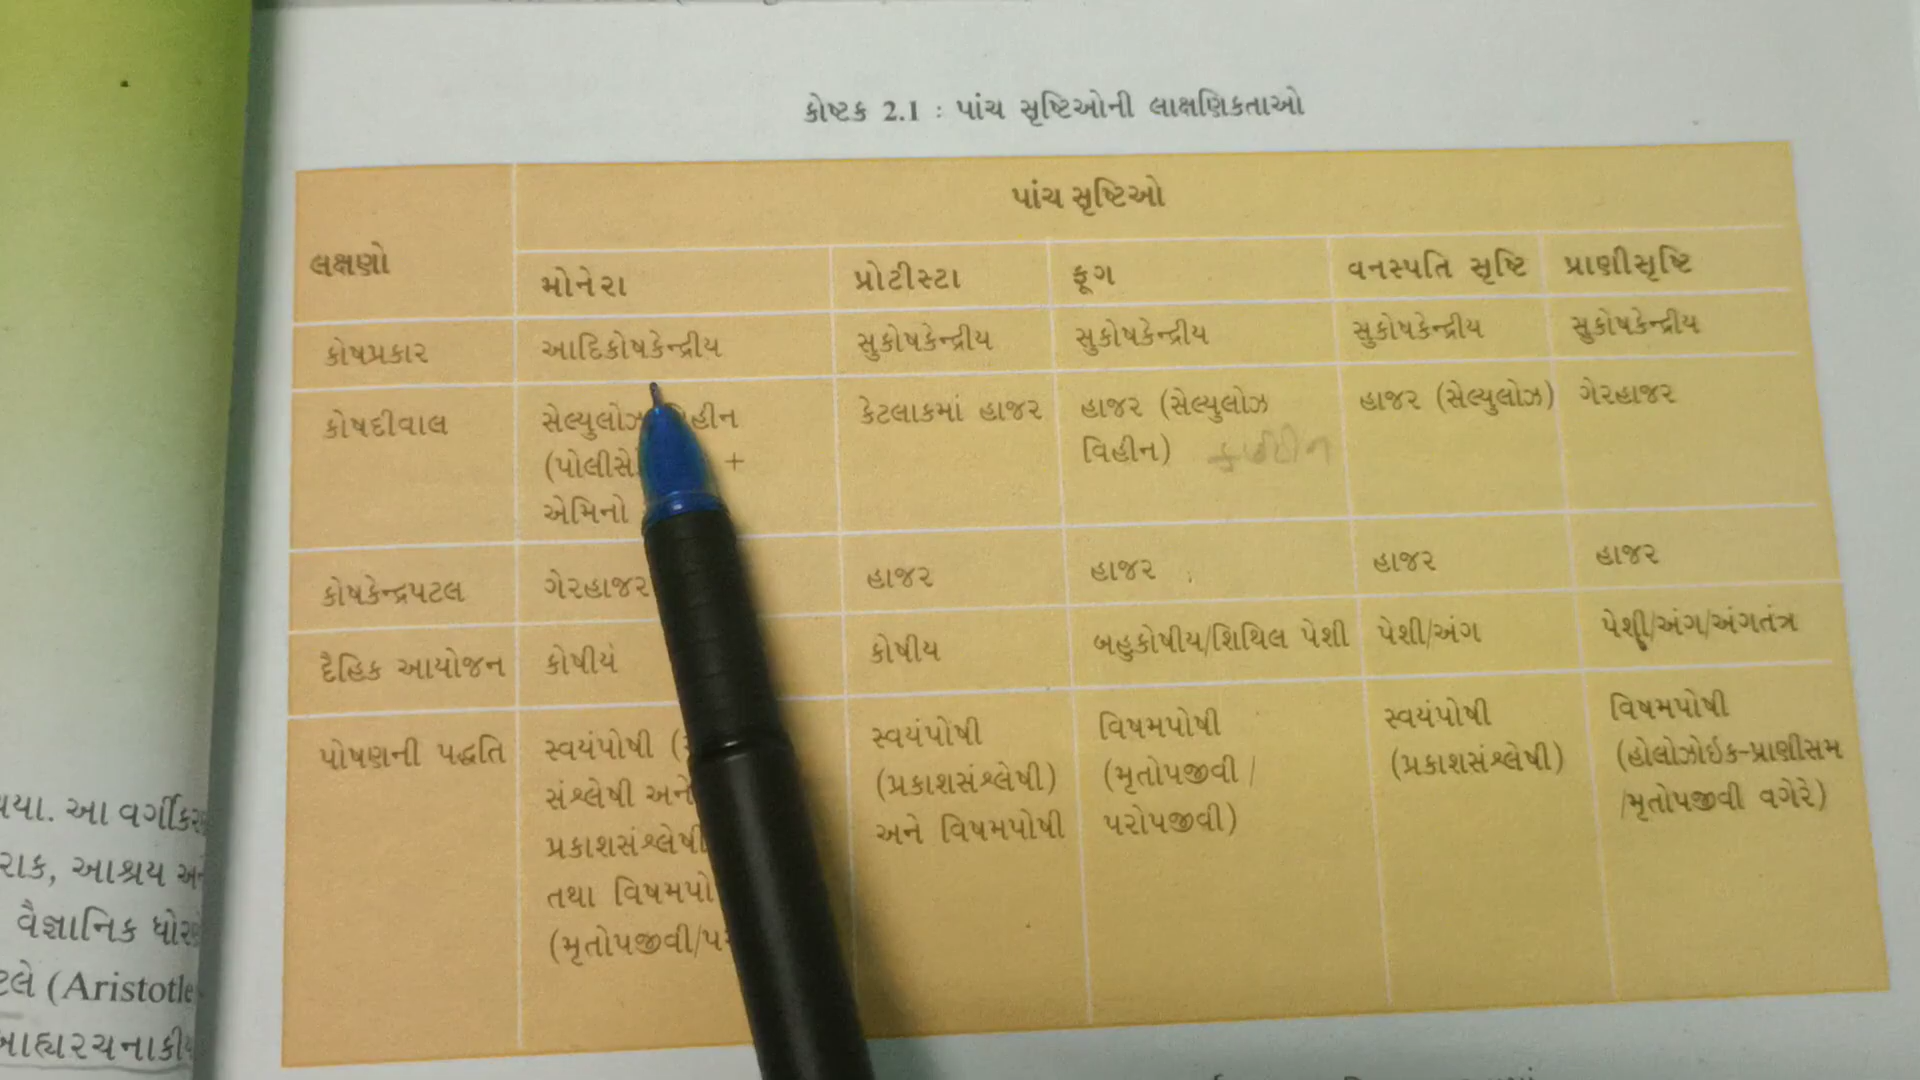 કોષ્ટક 2.1 : પાંચ સૃષ્ટિઓની લાક્ષણિકતાઓ
લક્ષણો
પાંચ સૃષ્ટિઓ
મોનેરા પ્રોટીસ્ટા ફૂગ વનસ્પતિ સૃષ્ટિ પ્રાણીસૃષ્ટિ
કોષપ્રકાર આદિકોષકેન્દ્રીય સુકોષકેન્દ્રીય સુકોષકેન્દ્રીય સુકોષકેન્દ્રીય સુકોષકેન્દ્રીય
કોષદીવાલ
સેલ્યુલોઝ
+
એમિનો
કેટલાકમાં હાજર
હાજર (સેલ્યુલોઝ
વિહીન)
હાજર (સેલ્યુલોઝ)
ગેરહાજર
કોષકેન્દ્રપટલ ગેરહાજર હાજર હાજર હાજર હાજર
દૈહિક આયોજન કોષીય કોષીય બહુકોષીય/શિથિલ પેશી પેશી/અંગ પેશી/અંગ/અંગતંત્ર
પોષણની પદ્ધતિ
સ્વયંપોષી
સંશ્લેષી અને
પ્રકાશસંશ્લેષી
તથા
(મૃતોપજીવી/
સ્વયંપોષી
(પ્રકાશસંશ્લેષી)
અને વિષમપોષી
વિષમપોષી
(મૃતોપજીવી /
પરોપજીવી)
સ્વયંપોષી
(પ્રકાશસંશ્લેષી)
વિષમપોષી
(હોલોઝોઇક-પ્રાણીસમ
/મૃતોપજીવી વગેરે)
થયા. આ
આશ્રય
વૈજ્ઞાનિક
(Aristotle